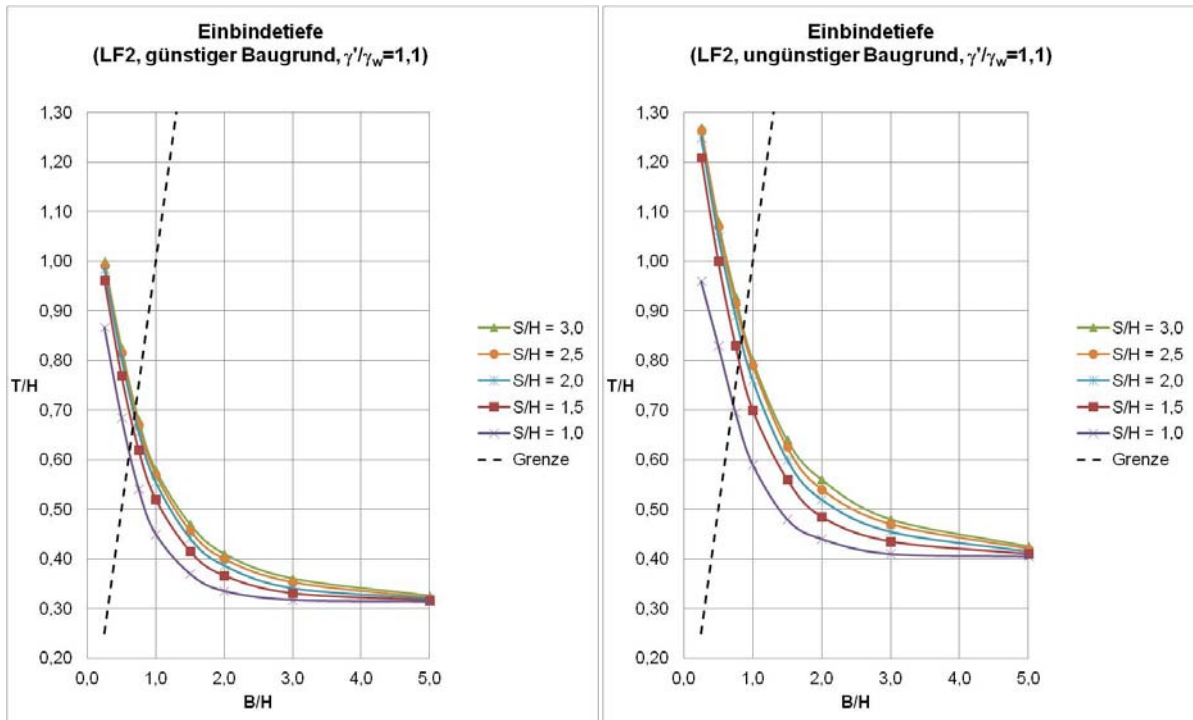 Einbindetiefe
(LF2, günstiger Baugrund, γ'/γw=1,1)
1,30
1,20
1,10
1,00
0,90
0,80
T/H
0,70
0,60
0,50
0,40
0,30
0,20
0,0
1,0
2,0
3,0
4,0
5,0
B/H
S/H = 3,0
S/H = 2,5
S/H = 2,0
S/H = 1,5
S/H = 1,0
Grenze
Einbindetiefe
(LF2, ungünstiger Baugrund, γ'/γw=1,1)
1,30
1,20
1,10
1,00
0,90
0,80
T/H
0,70
0,60
0,50
0,40
0,30
0,20
0,0
1,0
2,0
3,0
4,0
5,0
B/H
S/H = 3,0
S/H = 2,5
S/H = 2,0
S/H = 1,5
S/H = 1,0
Grenze